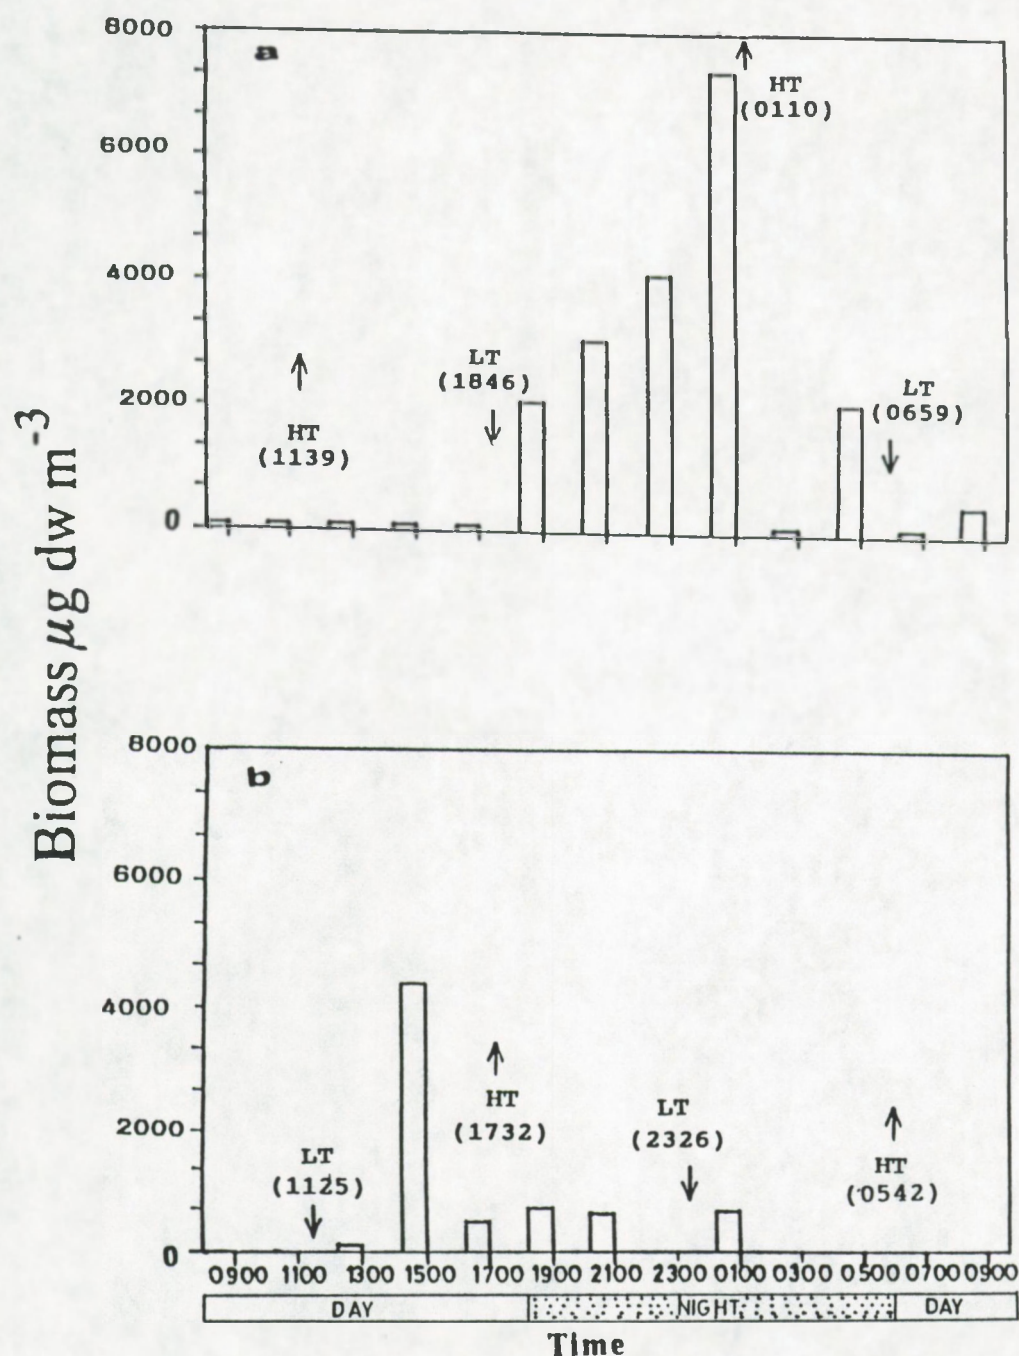 Biomass µg dw m-3
8000
a
HT
(0110)
6000
4000
LT
(1846)
LT
(0659)
2000
HT
(1139)
0
8000
b
6000
4000
HT
(1732)
LT
(2326)
2000
LT
(1125)
HT
(0542)
0
0900 1100 1300 1500 1700 1900 2100 2300 0100 0300 0500 0700 0900
DAY NIGHT DAY
Time